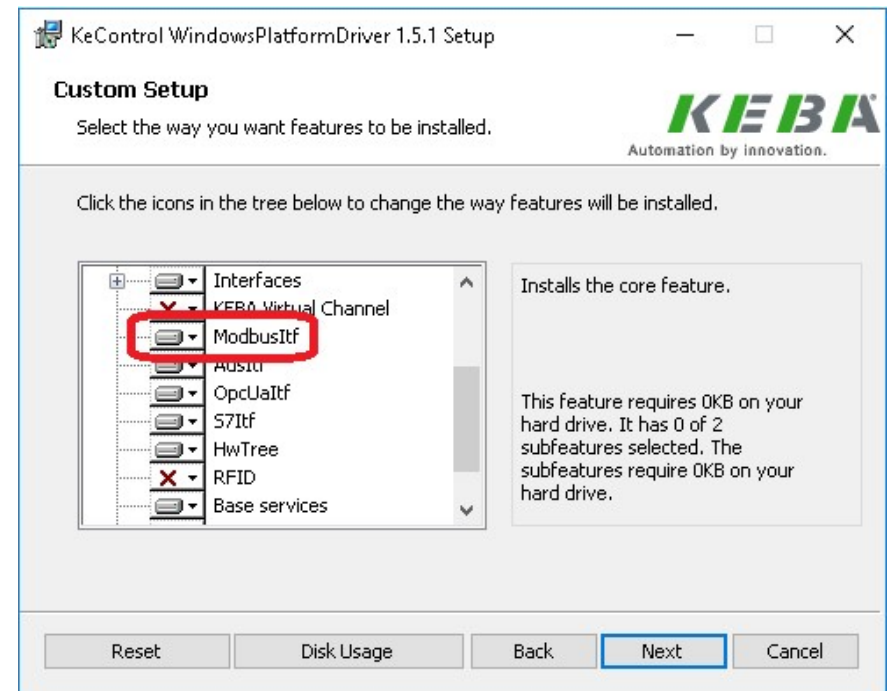 KeControl WindowsPlatformDriver 1.5.1 Setup
Custom Setup
Select the way you want features to be installed.
KEBA
Automation by innovation.
Click the icons in the tree below to change the way features will be installed.
Interfaces
KEBA Virtual Channel
ModbusItf
AdsItf
OpcUaItf
S7Itf
HwTree
RFID
Base services
Installs the core feature.
This feature requires 0KB on your
hard drive. It has 0 of 2
subfeatures selected. The
subfeatures require 0KB on your
hard drive.
Reset
Disk Usage
Back
Next
Cancel